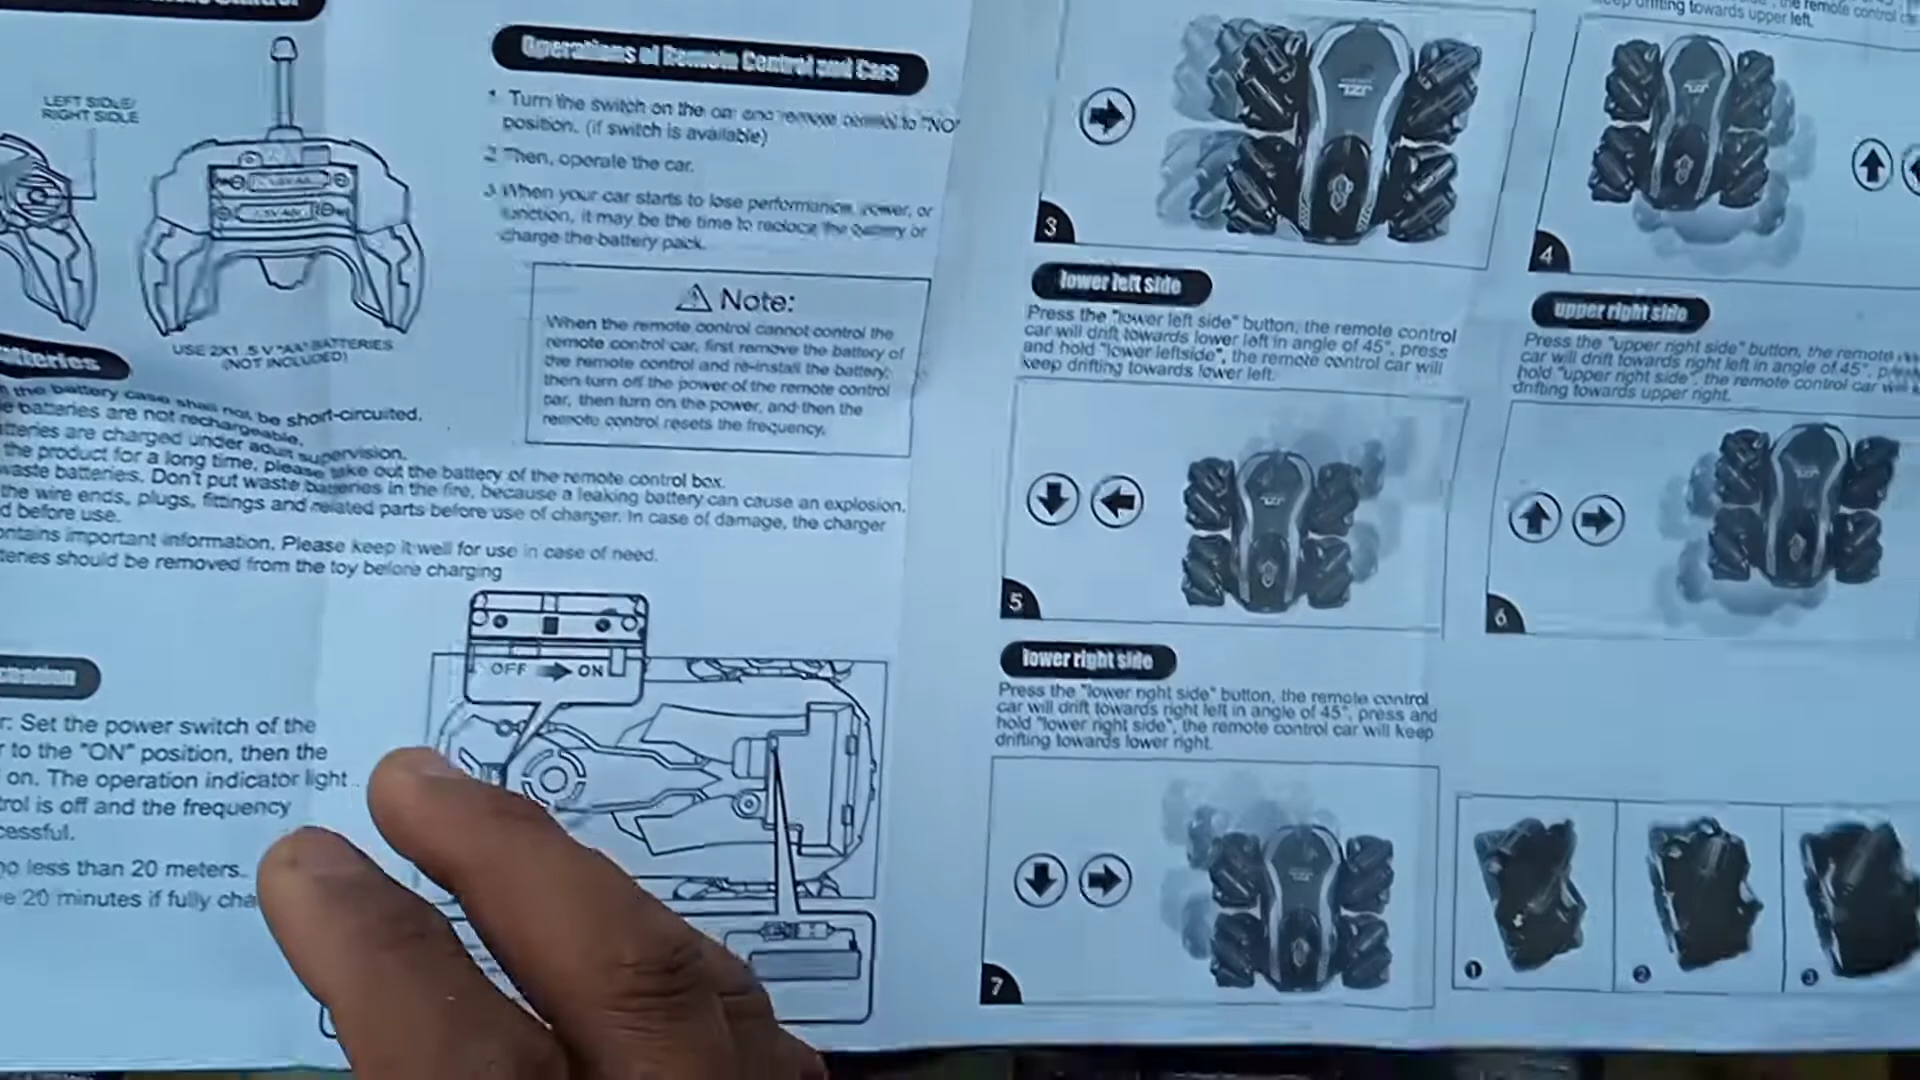 LEFT SIDLE/
RIGHT SIDLE
USE 2X1.5 V "AA" BATTERIES
(NOT INCLUDED)
the battery case shall not be short-circuited.
batteries are not rechargeable.
are charged under adult supervision.
the product for a long time, please take out the battery of the remote control box.
waste batteries. Don't put waste batteries in the fire, because a leaking battery can cause an explosion.
the wire ends, plugs, fittings and related parts before use of charger. In case of damage, the charger
before use.
important information. Please keep it well for use in case of need.
should be removed from the toy before charging
Set the power switch of the
to the "ON" position, then the
on. The operation indicator light
is off and the frequency
less than 20 meters.
20 minutes if fully
OFF ON
Operations of Remote Control and Cars
1 Turn the switch on the car and remote control to "NO"
position. (if switch is available)
2 Then, operate the car.
3 When your car starts to lose performance, power, or
function, it may be the time to replace the battery or
charge the battery pack.
Note:
When the remote control cannot control the
remote control car, first remove the battery of
the remote control and re-install the battery;
then turn off the power of the remote control
car, then turn on the power, and then the
remote control resets the frequency.
3
lower left side
Press the "lower left side" button, the remote control
car will drift towards lower left in angle of 45°, press
and hold "lower leftside", the remote control car will
keep drifting towards lower left.
5
lower right side
Press the "lower right side" button, the remote control
car will drift towards right left in angle of 45°, press and
hold "lower right side", the remote control car will keep
drifting towards lower right.
7
the remote control
drifting towards upper left.
4
upper right side
Press the "upper right side" button, the remote
car will drift towards right left in angle of 45°,
hold "upper right side", the remote control car will
drifting towards upper right.
6
1 2 3